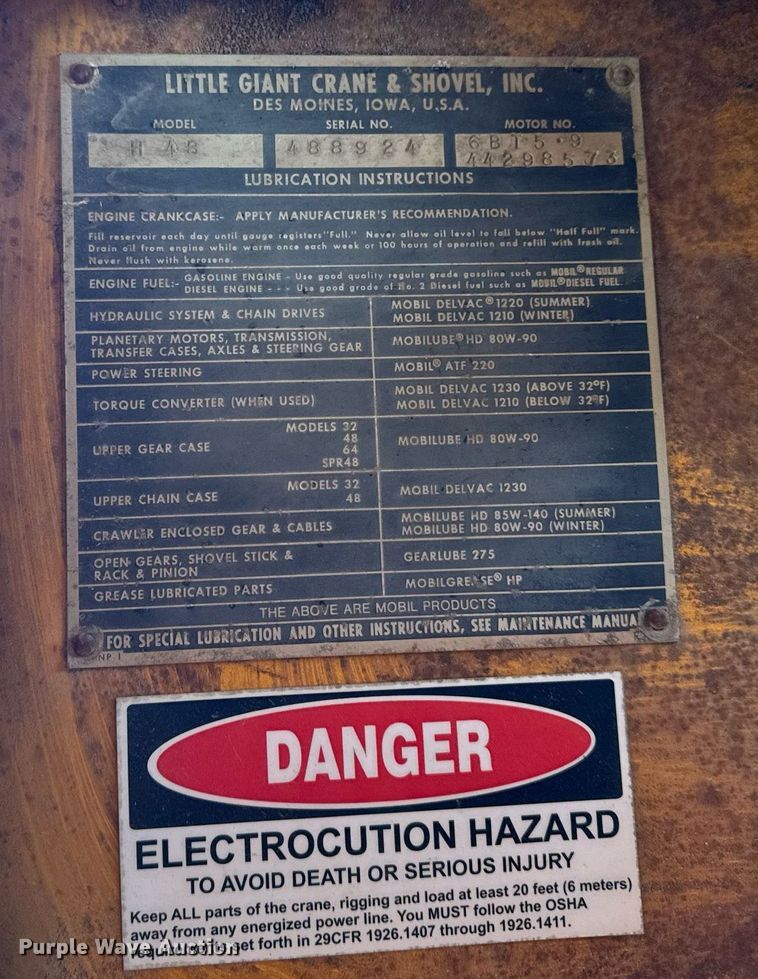 LITTLE GIANT CRANE & SHOVEL, INC.
DES MOINES, IOWA, U.S.A.
MODEL SERIAL NO. MOTOR NO.
H 48 488924 6BT5·9
44298573
LUBRICATION INSTRUCTIONS
ENGINE CRANKCASE:- APPLY MANUFACTURER'S RECOMMENDATION.
Fill reservoir each day until gauge registers "Full." Never allow oil level to fall below "Half Full" mark.
Drain oil from engine while warm once each week or 100 hours of operation and refill with fresh oil.
Never flush with kerosene.
ENGINE FUEL:- GASOLINE ENGINE - Use good quality regular grade gasoline such as MOBIL® REGULAR
DIESEL ENGINE - - - Use good grade of No. 2 Diesel fuel such as MOBIL® DIESEL FUEL.
HYDRAULIC SYSTEM & CHAIN DRIVES MOBIL DELVAC® 1220 (SUMMER)
MOBIL DELVAC 1210 (WINTER)
PLANETARY MOTORS, TRANSMISSION,
TRANSFER CASES, AXLES & STEERING GEAR MOBILUBE® HD 80W-90
POWER STEERING MOBIL® ATF 220
TORQUE CONVERTER (WHEN USED) MOBIL DELVAC 1230 (ABOVE 32°F)
MOBIL DELVAC 1210 (BELOW 32°F)
UPPER GEAR CASE MODELS 32
48
64
SPR48
MOBILUBE HD 80W-90
UPPER CHAIN CASE MODELS 32
48
MOBIL DELVAC 1230
CRAWLER ENCLOSED GEAR & CABLES MOBILUBE HD 85W-140 (SUMMER)
MOBILUBE HD 80W-90 (WINTER)
OPEN GEARS, SHOVEL STICK &
RACK & PINION GEARLUBE 275
GREASE LUBRICATED PARTS MOBILGREASE® HP
THE ABOVE ARE MOBIL PRODUCTS
FOR SPECIAL LUBRICATION AND OTHER INSTRUCTIONS, SEE MAINTENANCE MANUA
NP 1
DANGER
ELECTROCUTION HAZARD
TO AVOID DEATH OR SERIOUS INJURY
Keep ALL parts of the crane, rigging and load at least 20 feet (6 meters)
away from any energized power line. You MUST follow the OSHA
requirements set forth in 29CFR 1926.1407 through 1926.1411.
Purple Wave Auction